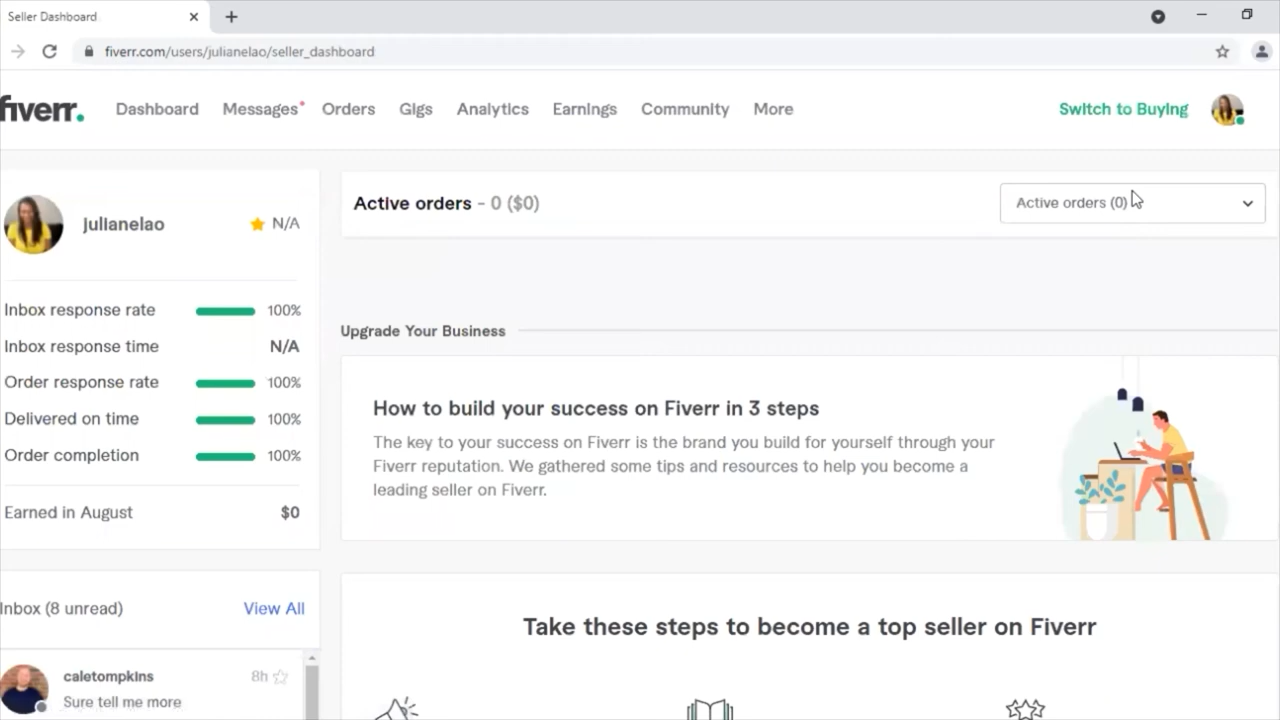 Seller Dashboard
fiverr.com/users/julianelao/seller_dashboard
fiverr.
Dashboard Messages Orders Gigs Analytics Earnings Community More Switch to Buying
julianelao N/A
Inbox response rate 100%
Inbox response time N/A
Order response rate 100%
Delivered on time 100%
Order completion 100%
Earned in August $0
Inbox (8 unread) View All
caletompkins 8h
Sure tell me more
Active orders - 0 ($0) Active orders (0)
Upgrade Your Business
How to build your success on Fiverr in 3 steps
The key to your success on Fiverr is the brand you build for yourself through your
Fiverr reputation. We gathered some tips and resources to help you become a
leading seller on Fiverr.
Take these steps to become a top seller on Fiverr